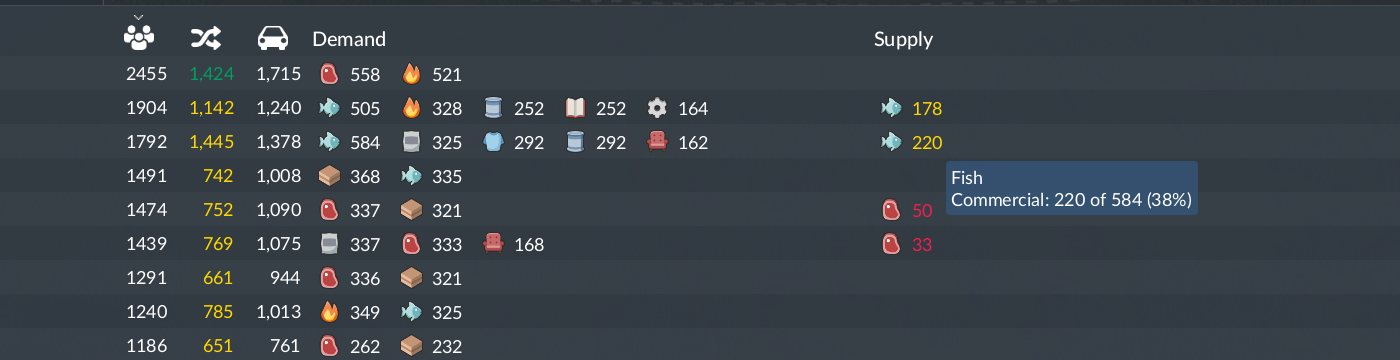 Demand Supply
2455 1,424 1,715 558 521
1904 1,142 1,240 505 328 252 252 164 178
1792 1,445 1,378 584 325 292 292 162 220
1491 742 1,008 368 335
Fish
Commercial: 220 of 584 (38%)
1474 752 1,090 337 321 50
1439 769 1,075 337 333 168 33
1291 661 944 336 321
1240 785 1,013 349 325
1186 651 761 262 232